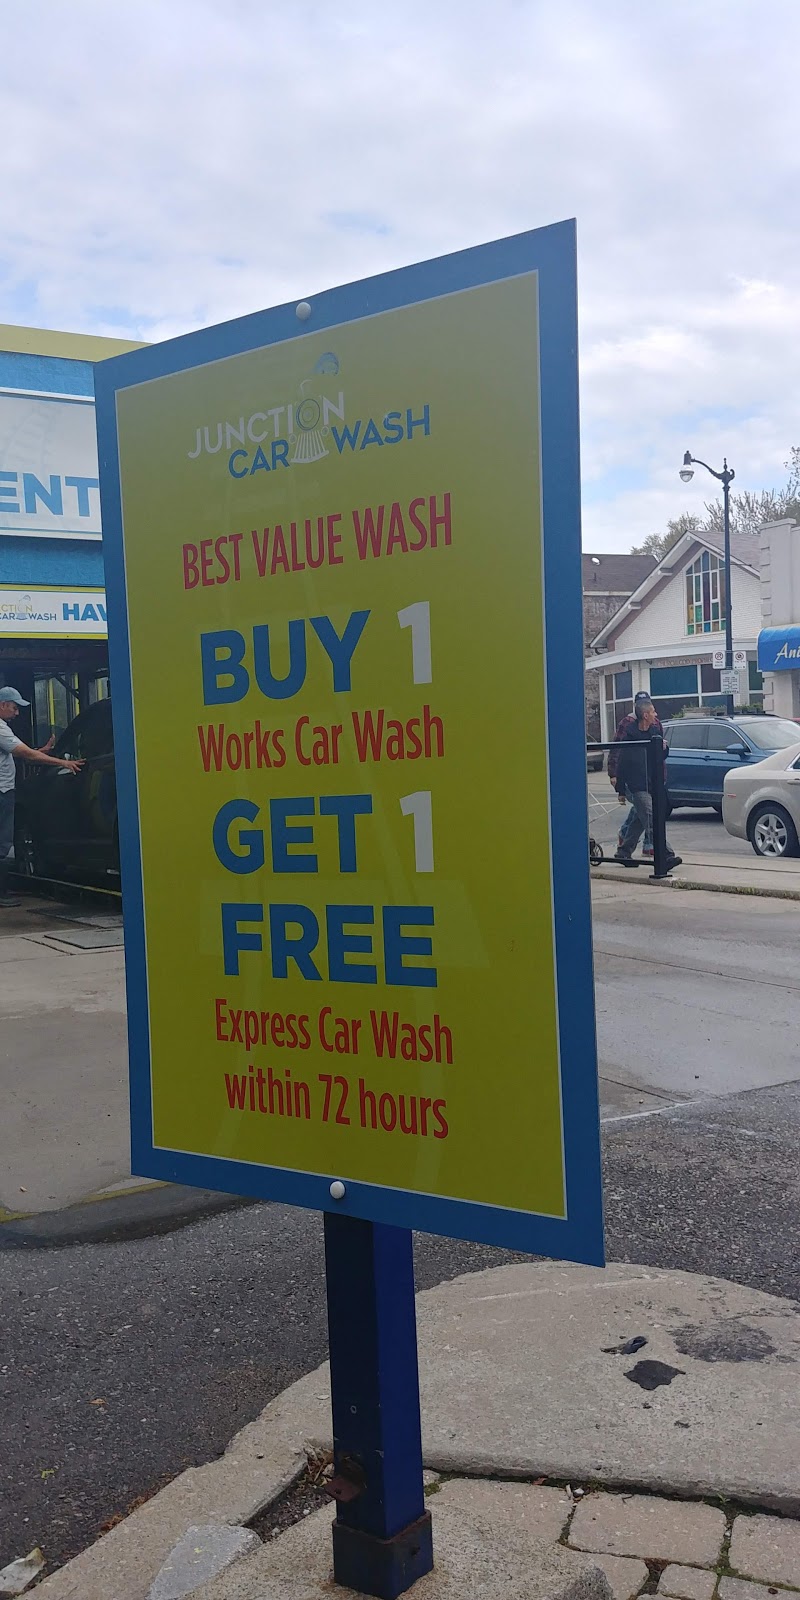 JUNCTION
CAR WASH
BEST VALUE WASH
BUY 1
Works Car Wash
GET 1
FREE
Express Car Wash
within 72 hours
ENT
CAR WASH HAV
Ani